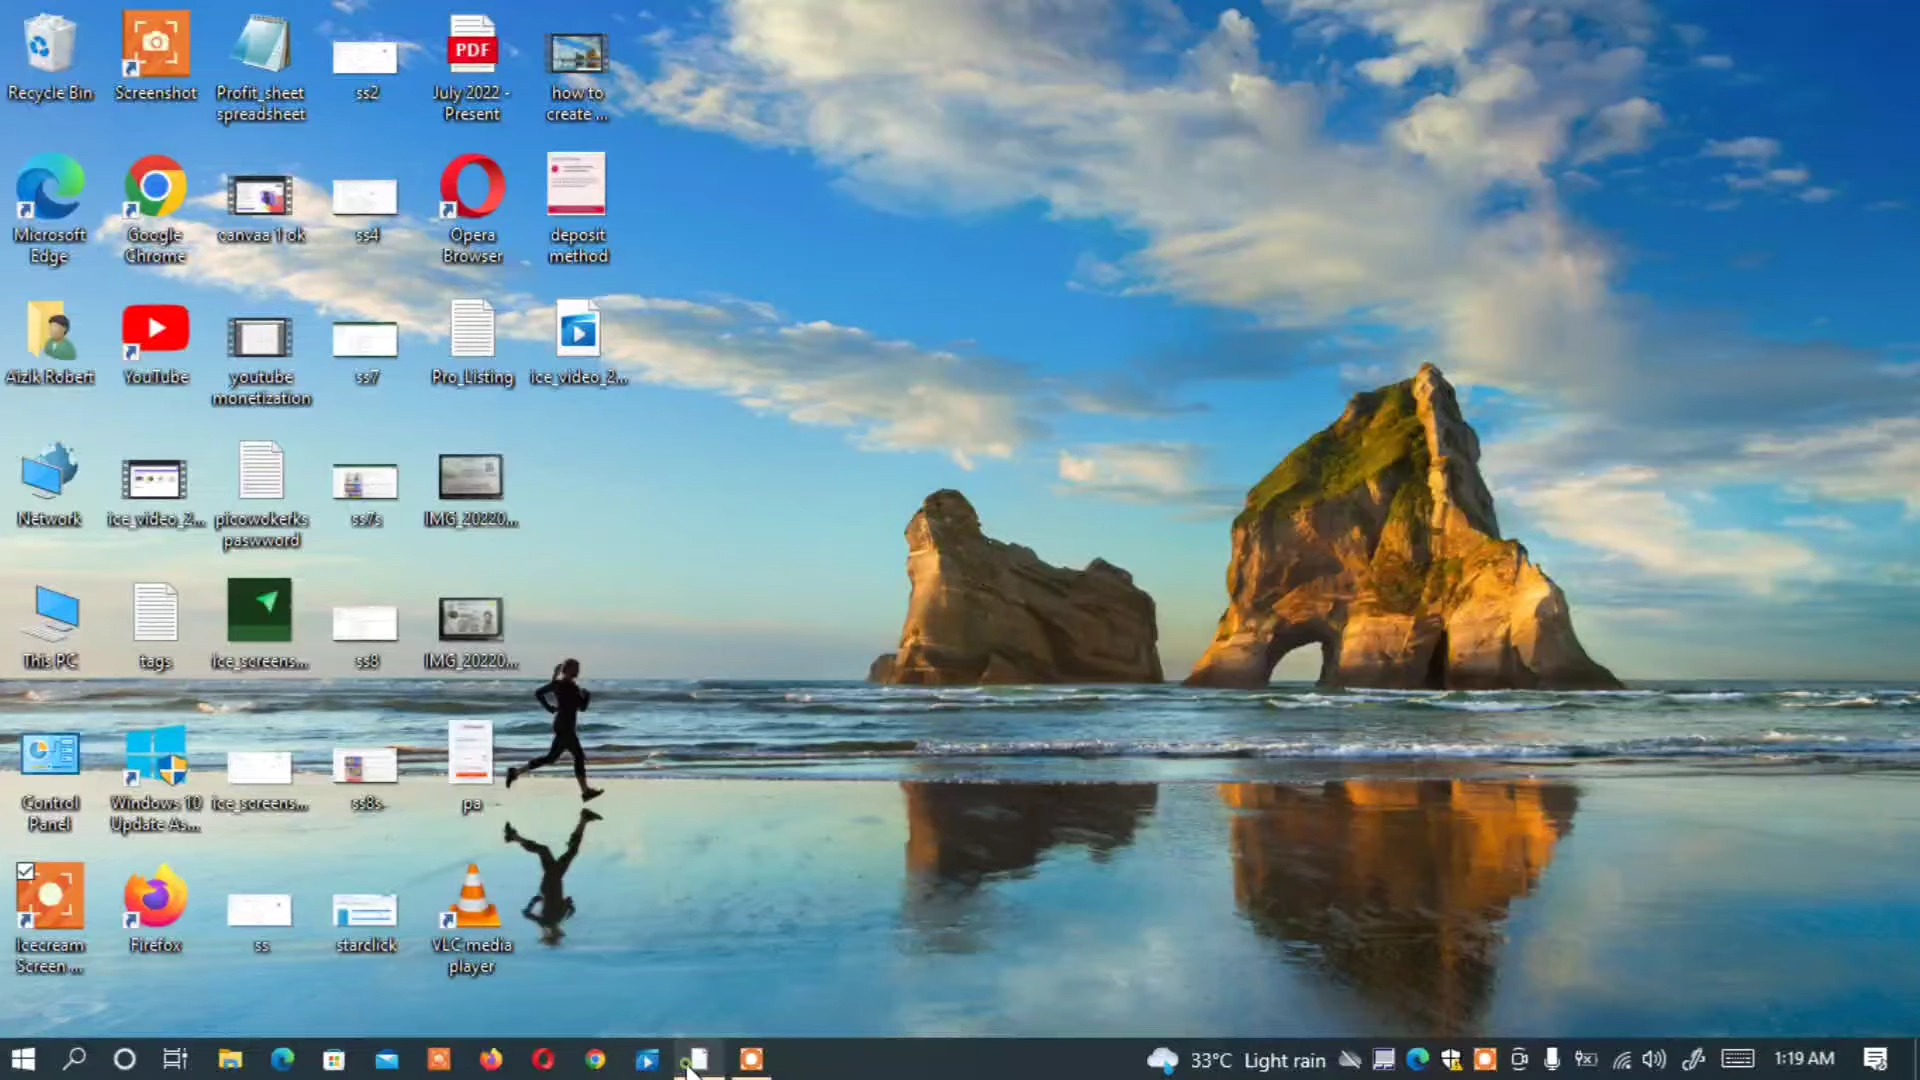 Recycle Bin
Screenshot
Profit_sheet
spreadsheet
ss2
PDF
July 2022 -
Present
how to
create ...
Microsoft
Edge
Google
Chrome
canvaa 1 ok
ss4
Opera
Browser
deposit
method
Aizik Robert
YouTube
youtube
monetization
ss7
Pro_Listing
ice_video_2...
Network
ice_video_2...
picowokerks
paswword
ss7s
IMG_20220...
This PC
tags
ice_screens...
ss8
IMG_20220...
Control
Panel
Windows 10
Update As...
ice_screens...
ss8s
pa
Icecream
Screen ...
Firefox
ss
starclick
VLC media
player
33°C Light rain
1:19 AM